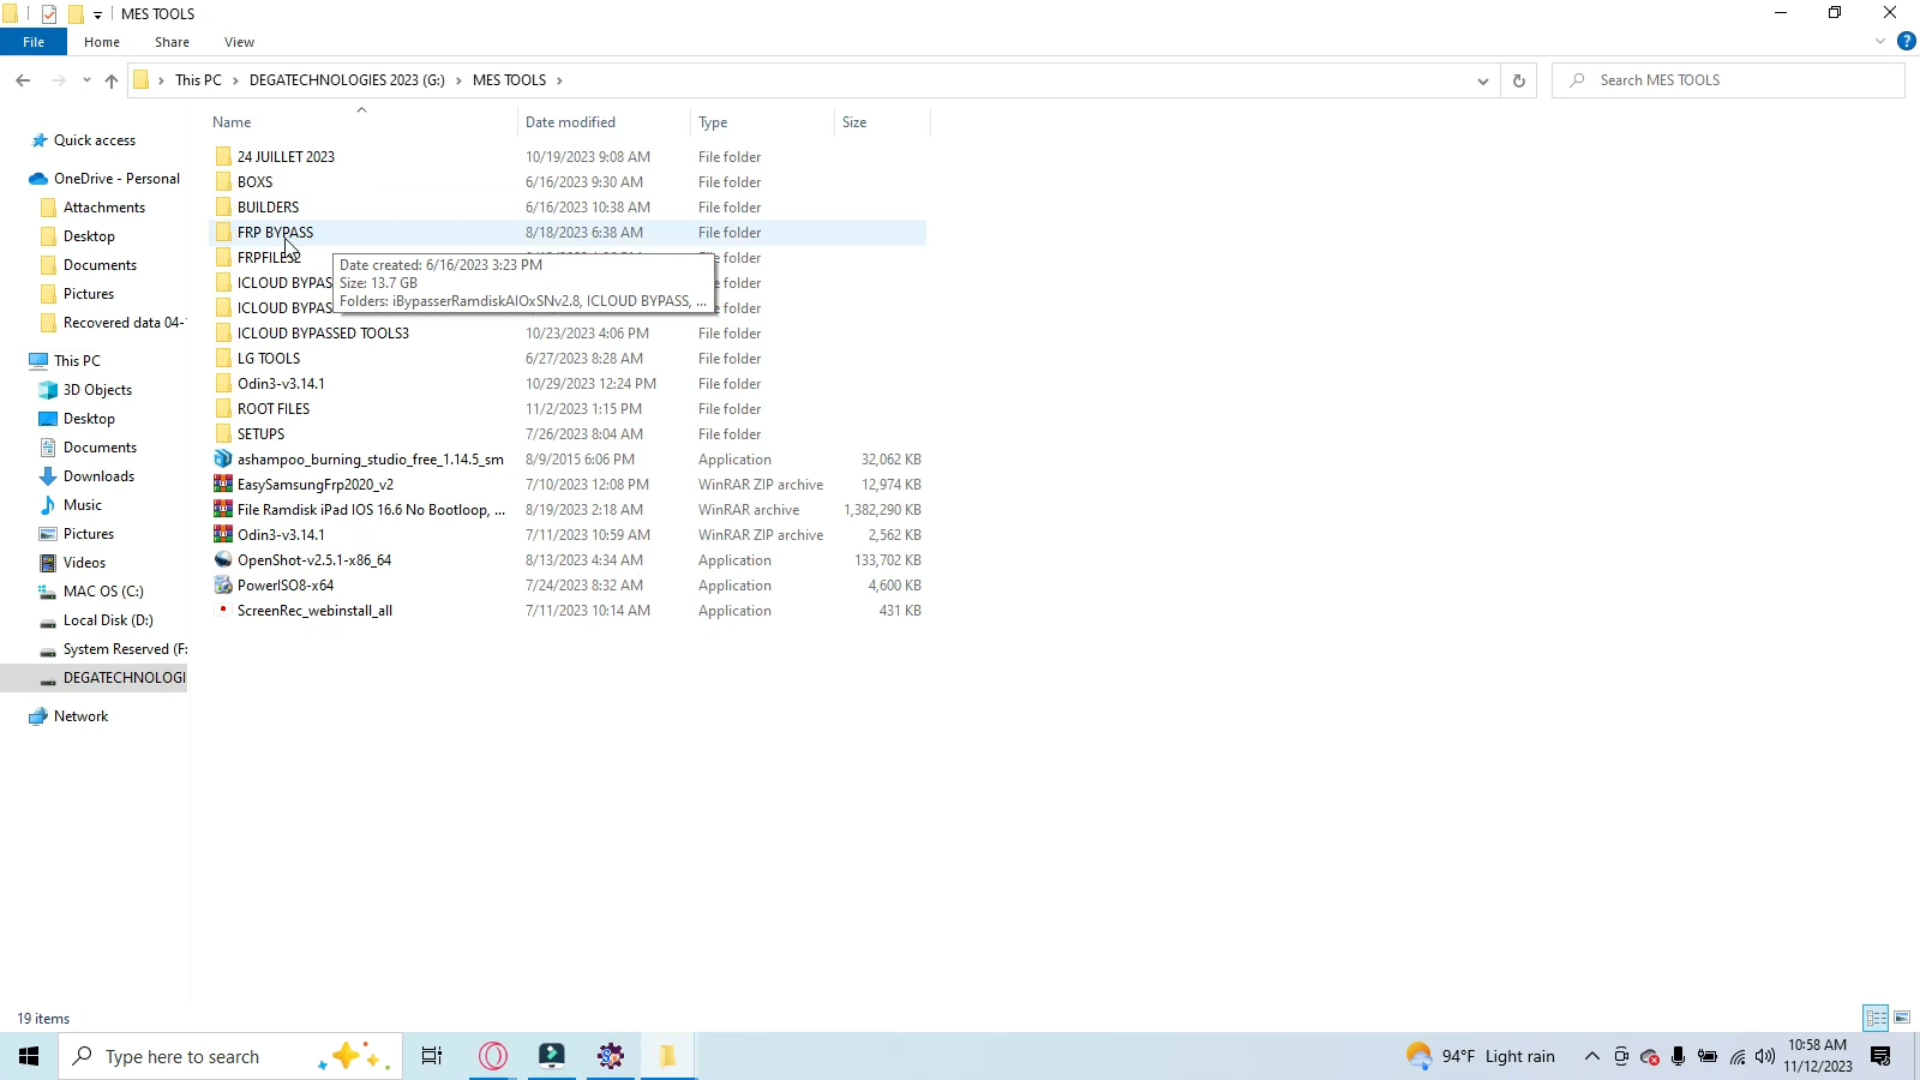 MES TOOLS
File Home Share View
This PC DEGATECHNOLOGIES 2023 (G:) MES TOOLS
Search MES TOOLS
Name Date modified Type Size
Quick access
OneDrive - Personal
Attachments
Desktop
Documents
Pictures
Recovered data 04-
This PC
3D Objects
Desktop
Documents
Downloads
Music
Pictures
Videos
MAC OS (C:)
Local Disk (D:)
System Reserved (F:
DEGATECHNOLOGI
Network
24 JUILLET 2023 10/19/2023 9:08 AM File folder
BOXS 6/16/2023 9:30 AM File folder
BUILDERS 6/16/2023 10:38 AM File folder
FRP BYPASS 8/18/2023 6:38 AM File folder
FRPFILES2 folder
ICLOUD BYPAS folder
ICLOUD BYPAS folder
Date created: 6/16/2023 3:23 PM
Size: 13.7 GB
Folders: iBypasserRamdiskAIOxSNv2.8, ICLOUD BYPASS, ...
ICLOUD BYPASSED TOOLS3 10/23/2023 4:06 PM File folder
LG TOOLS 6/27/2023 8:28 AM File folder
Odin3-v3.14.1 10/29/2023 12:24 PM File folder
ROOT FILES 11/2/2023 1:15 PM File folder
SETUPS 7/26/2023 8:04 AM File folder
ashampoo_burning_studio_free_1.14.5_sm 8/9/2015 6:06 PM Application 32,062 KB
EasySamsungFrp2020_v2 7/10/2023 12:08 PM WinRAR ZIP archive 12,974 KB
File Ramdisk iPad IOS 16.6 No Bootloop, ... 8/19/2023 2:18 AM WinRAR archive 1,382,290 KB
Odin3-v3.14.1 7/11/2023 10:59 AM WinRAR ZIP archive 2,562 KB
OpenShot-v2.5.1-x86_64 8/13/2023 4:34 AM Application 133,702 KB
PowerISO8-x64 7/24/2023 8:32 AM Application 4,600 KB
ScreenRec_webinstall_all 7/11/2023 10:14 AM Application 431 KB
19 items
Type here to search
94°F Light rain
10:58 AM
11/12/2023